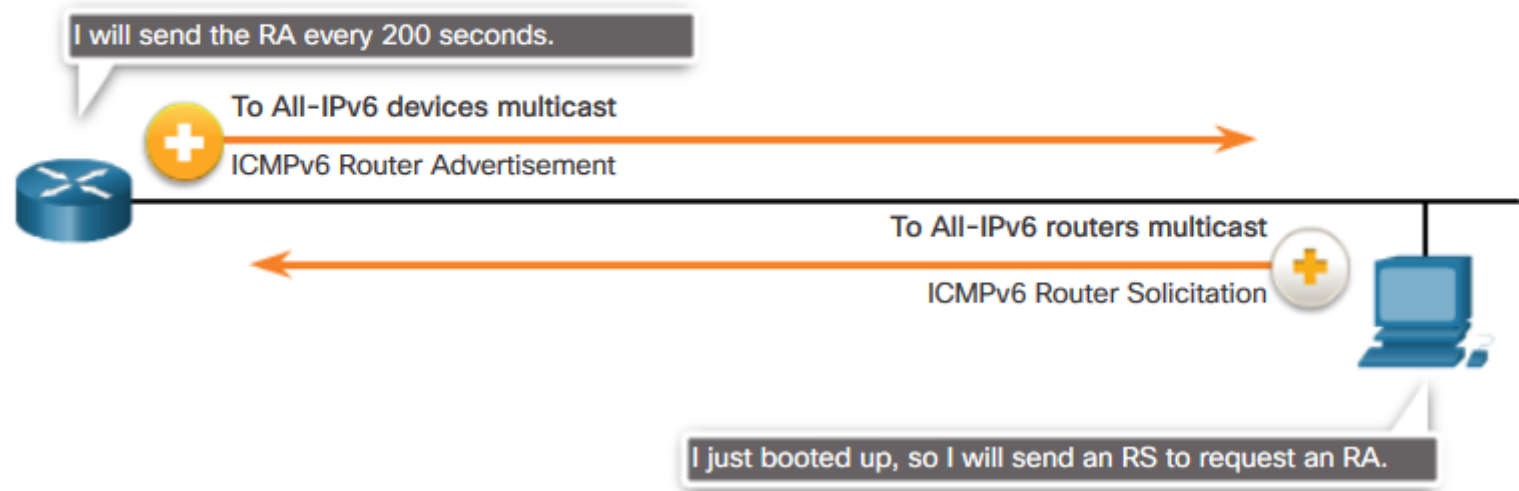 I will send the RA every 200 seconds.
To All-IPv6 devices multicast
ICMPv6 Router Advertisement
To All-IPv6 routers multicast
ICMPv6 Router Solicitation
I just booted up, so I will send an RS to request an RA.